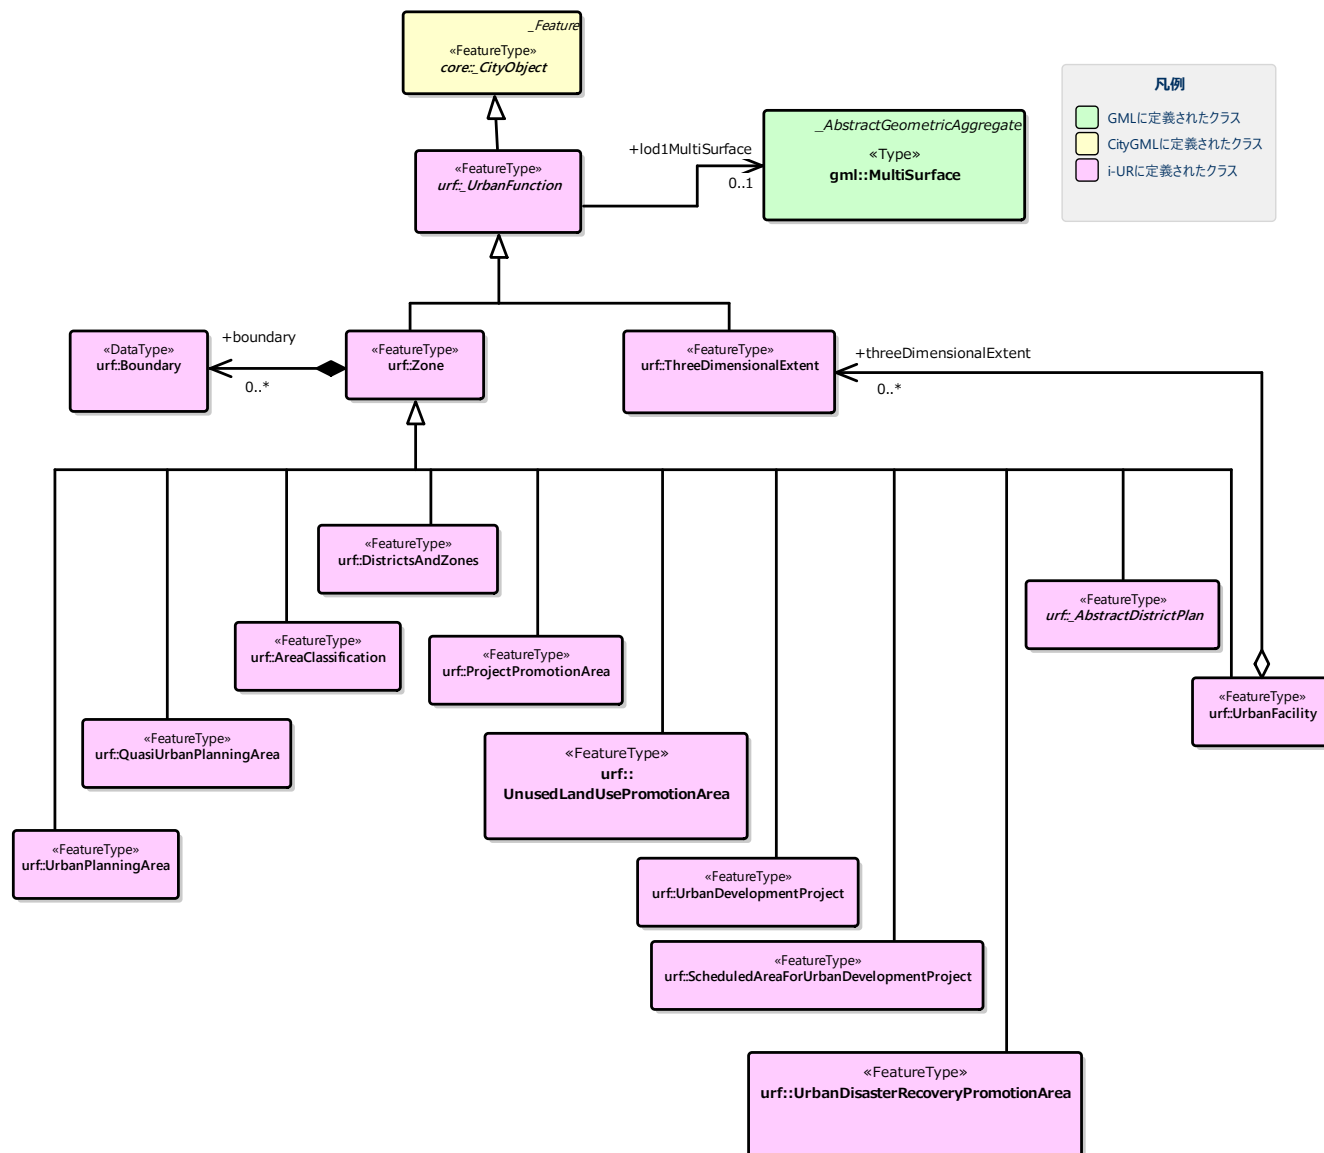 _Feature
«FeatureType»
core::_CityObject
凡例
GMLに定義されたクラス
CityGMLに定義されたクラス
i-URに定義されたクラス
_AbstractGeometricAggregate
«Type»
gml::MultiSurface
+lod1MultiSurface
0..1
«FeatureType»
urf::_UrbanFunction
+boundary
0..*
«DataType»
urf::Boundary
«FeatureType»
urf::Zone
«FeatureType»
urf::ThreeDimensionalExtent
+threeDimensionalExtent
0..*
«FeatureType»
urf::DistrictsAndZones
«FeatureType»
urf::_AbstractDistrictPlan
«FeatureType»
urf::AreaClassification
«FeatureType»
urf::ProjectPromotionArea
«FeatureType»
urf::UrbanFacility
«FeatureType»
urf::QuasiUrbanPlanningArea
«FeatureType»
urf::
UnusedLandUsePromotionArea
«FeatureType»
urf::UrbanPlanningArea
«FeatureType»
urf::UrbanDevelopmentProject
«FeatureType»
urf::ScheduledAreaForUrbanDevelopmentProject
«FeatureType»
urf::UrbanDisasterRecoveryPromotionArea